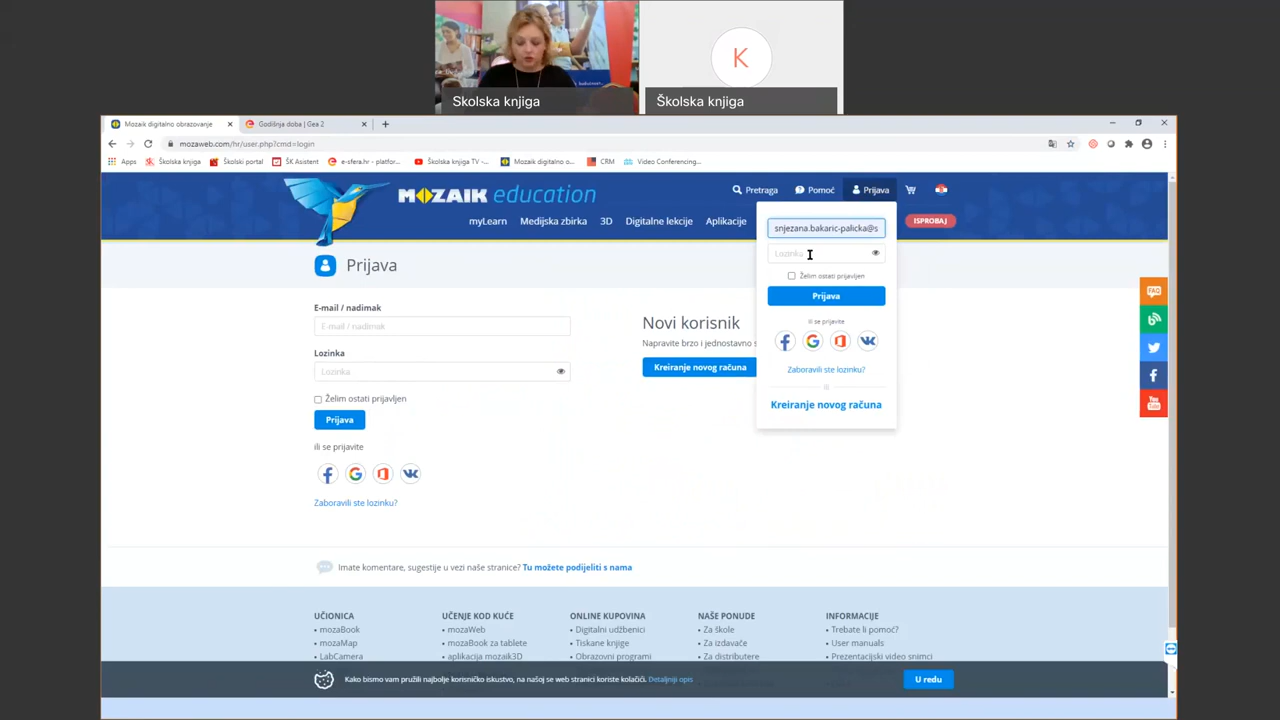 K
Skolska knjiga
Školska knjiga
Mozaik digitalno obrazovanje
Godišnja doba | Gea 2
mozaweb.com/hr/user.php?cmd=login
Apps
Školska knjiga
Školski portal
ŠK Asistent
e-sfera.hr - platfor...
Školska knjiga TV -...
Mozaik digitalno o...
CRM
Video Conferencing...
MOZAIK education
Pretraga
Pomoć
Prijava
myLearn
Medijska zbirka
3D
Digitalne lekcije
Aplikacije
ISPROBAJ
snjezana.bakaric-palicka@s
Lozinka
Želim ostati prijavljen
Prijava
ili se prijavite
Zaboravili ste lozinku?
ili
Kreiranje novog računa
Prijava
E-mail / nadimak
E-mail / nadimak
Lozinka
Lozinka
Želim ostati prijavljen
Prijava
ili se prijavite
Zaboravili ste lozinku?
Novi korisnik
Napravite brzo i jednostavno s
Kreiranje novog računa
FAQ
You Tube
Imate komentare, sugestije u vezi naše stranice? Tu možete podijeliti s nama
UČIONICA
• mozaBook
• mozaMap
• LabCamera
UČENJE KOD KUĆE
• mozaWeb
• mozaBook za tablete
• aplikacija mozaik3D
ONLINE KUPOVINA
• Digitalni udžbenici
• Tiskane knjige
• Obrazovni programi
NAŠE PONUDE
• Za škole
• Za izdavače
• Za distributere
INFORMACIJE
• Trebate li pomoć?
• User manuals
• Prezentacijski video snimci
Kako bismo vam pružili najbolje korisničko iskustvo, na našoj se web stranici koriste kolačići. Detaljniji opis
U redu